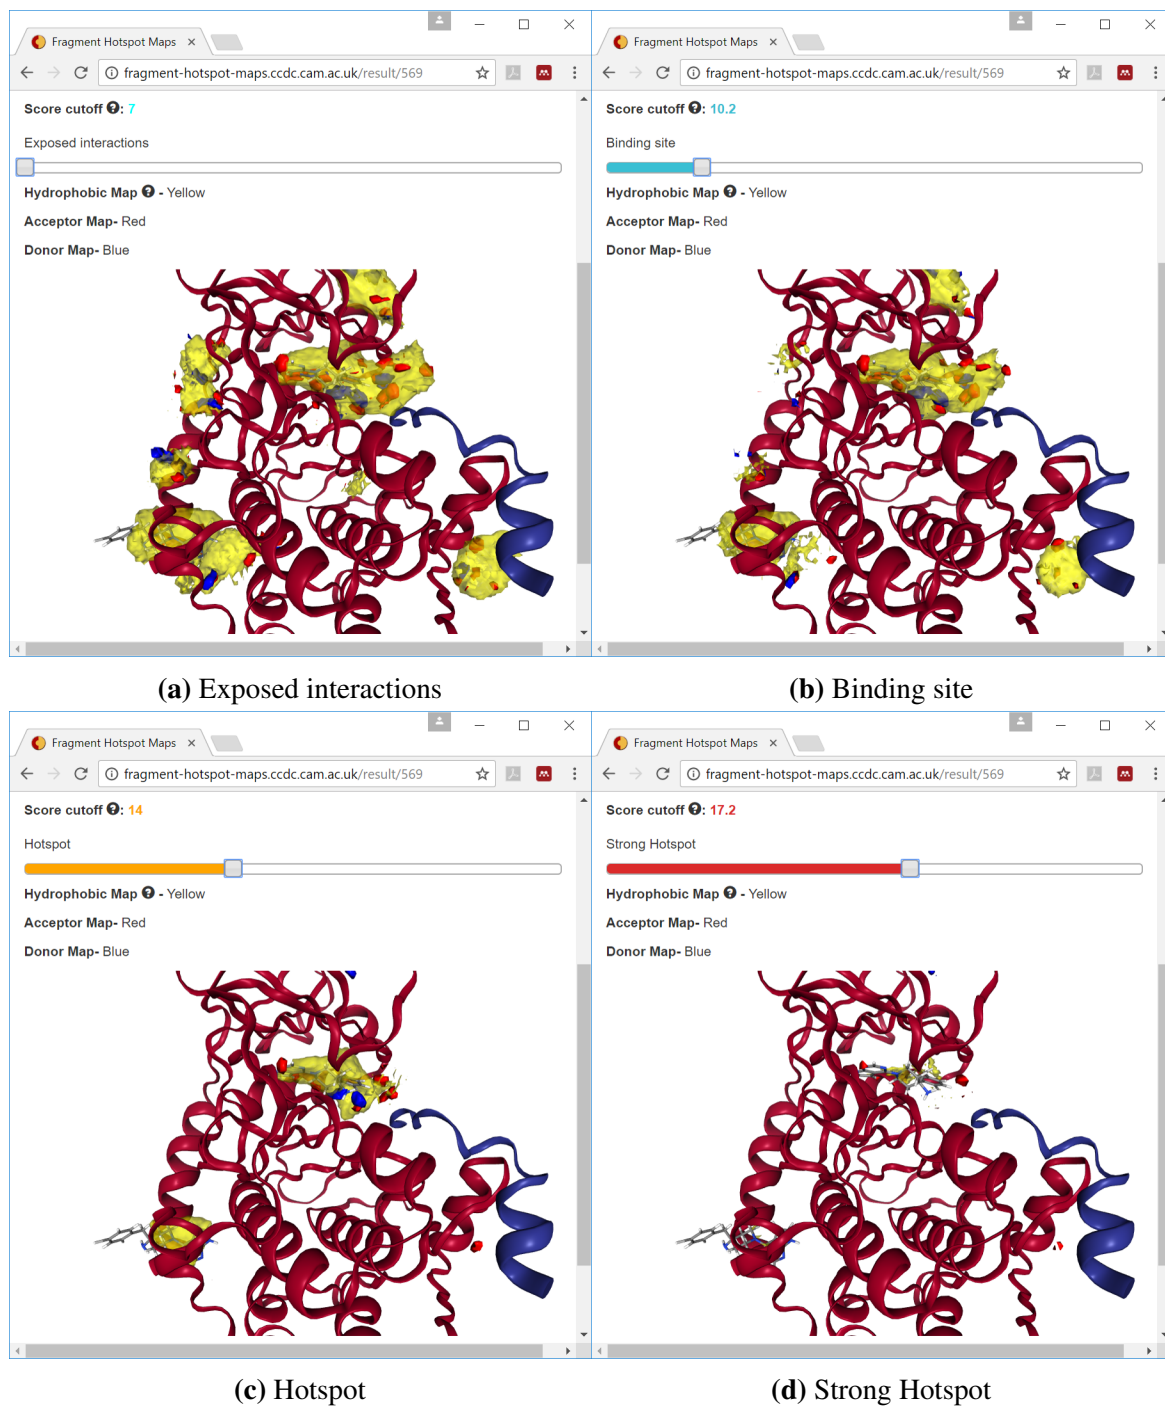 Fragment Hotspot Maps
fragment-hotspot-maps.ccdc.cam.ac.uk/result/569
Score cutoff ?: 7
Exposed interactions
Hydrophobic Map ? - Yellow
Acceptor Map- Red
Donor Map- Blue
(a) Exposed interactions
Fragment Hotspot Maps
fragment-hotspot-maps.ccdc.cam.ac.uk/result/569
Score cutoff ?: 10.2
Binding site
Hydrophobic Map ? - Yellow
Acceptor Map- Red
Donor Map- Blue
(b) Binding site
Fragment Hotspot Maps
fragment-hotspot-maps.ccdc.cam.ac.uk/result/569
Score cutoff ?: 14
Hotspot
Hydrophobic Map ? - Yellow
Acceptor Map- Red
Donor Map- Blue
(c) Hotspot
Fragment Hotspot Maps
fragment-hotspot-maps.ccdc.cam.ac.uk/result/569
Score cutoff ?: 17.2
Strong Hotspot
Hydrophobic Map ? - Yellow
Acceptor Map- Red
Donor Map- Blue
(d) Strong Hotspot